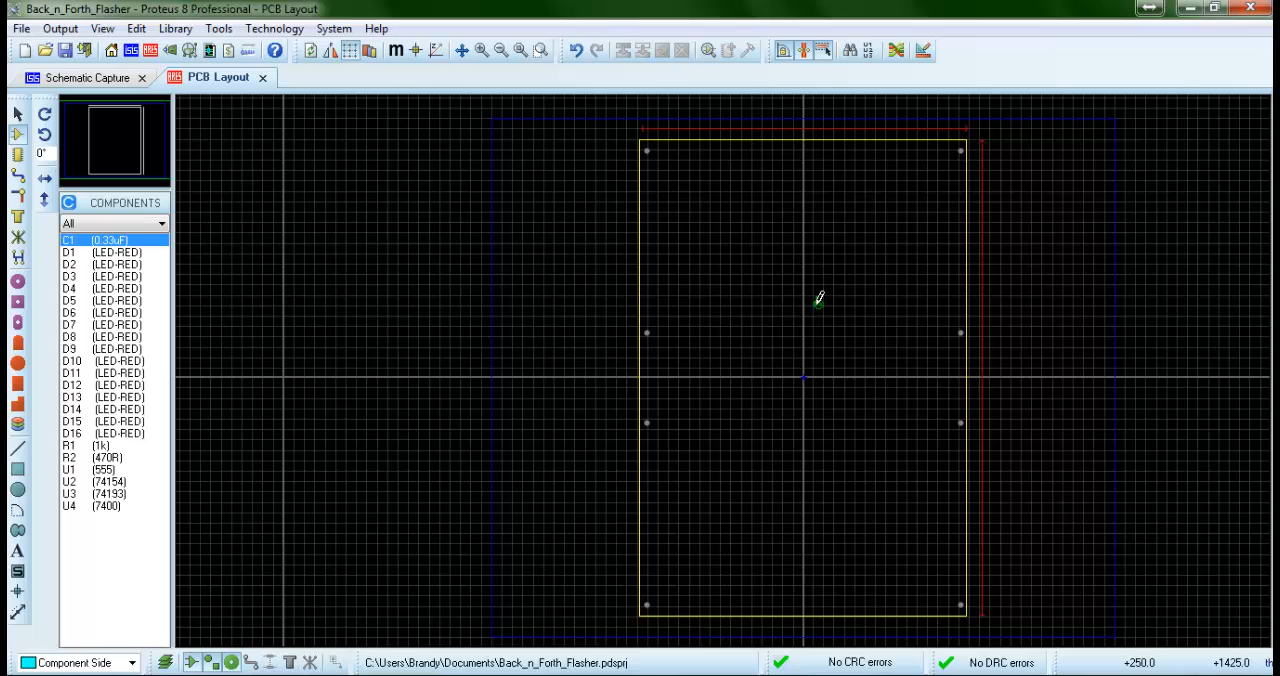 Back_n_Forth_Flasher - Proteus 8 Professional - PCB Layout
File Output View Edit Library Tools Technology System Help
Schematic Capture PCB Layout
0°
C COMPONENTS
All
C1 (0.33uF)
D1 (LED-RED)
D2 (LED-RED)
D3 (LED-RED)
D4 (LED-RED)
D5 (LED-RED)
D6 (LED-RED)
D7 (LED-RED)
D8 (LED-RED)
D9 (LED-RED)
D10 (LED-RED)
D11 (LED-RED)
D12 (LED-RED)
D13 (LED-RED)
D14 (LED-RED)
D15 (LED-RED)
D16 (LED-RED)
R1 (1k)
R2 (470R)
U1 (555)
U2 (74154)
U3 (74193)
U4 (7400)
Component Side C:\Users\Brandy\Documents\Back_n_Forth_Flasher.pdsprj No CRC errors No DRC errors +250.0 +1425.0 th